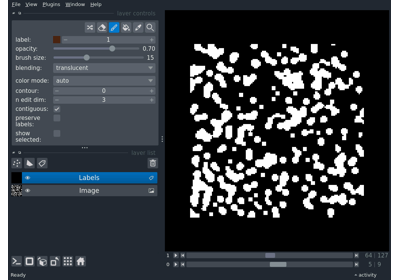 File View Plugins Window Help
layer controls
label: 1
opacity: 0.70
brush size: 15
blending: translucent
color mode: auto
contour: 0
n edit dim: 3
contiguous:
preserve
labels:
show
selected:
layer list
Labels
Image
1 64 127
0 5 9
Ready activity